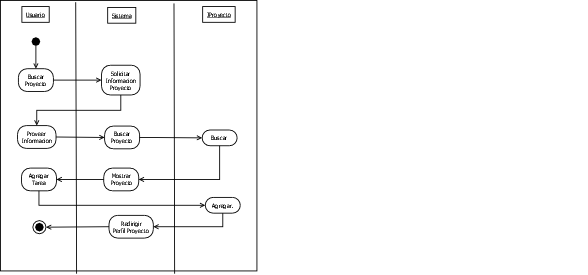 Usuario
Sistema
IProyecto
Buscar
Proyecto
Solicitar
Informacion
Proyecto
Proveer
Informacion
Buscar
Proyecto
Buscar
Agregar
Tarea
Mostrar
Proyecto
Agregar.
Redirigir
Perfil Proyecto